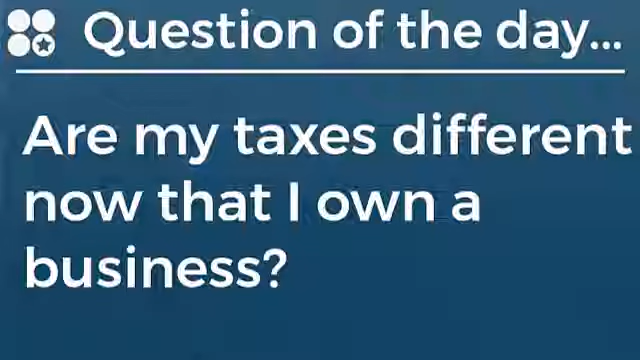 Question of the day...
Are my taxes different
now that I own a
business?